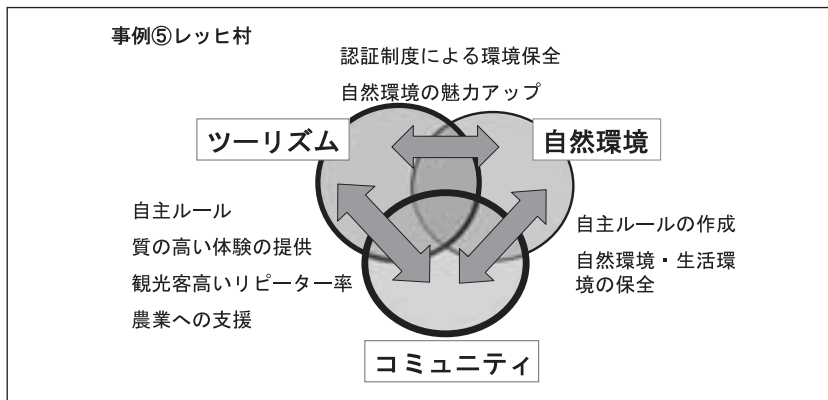 事例⑤レッヒ村
認証制度による環境保全
自然環境の魅力アップ
ツーリズム
自然環境
自主ルール
質の高い体験の提供
観光客高いリピーター率
農業への支援
自主ルールの作成
自然環境・生活環
境の保全
コミュニティ